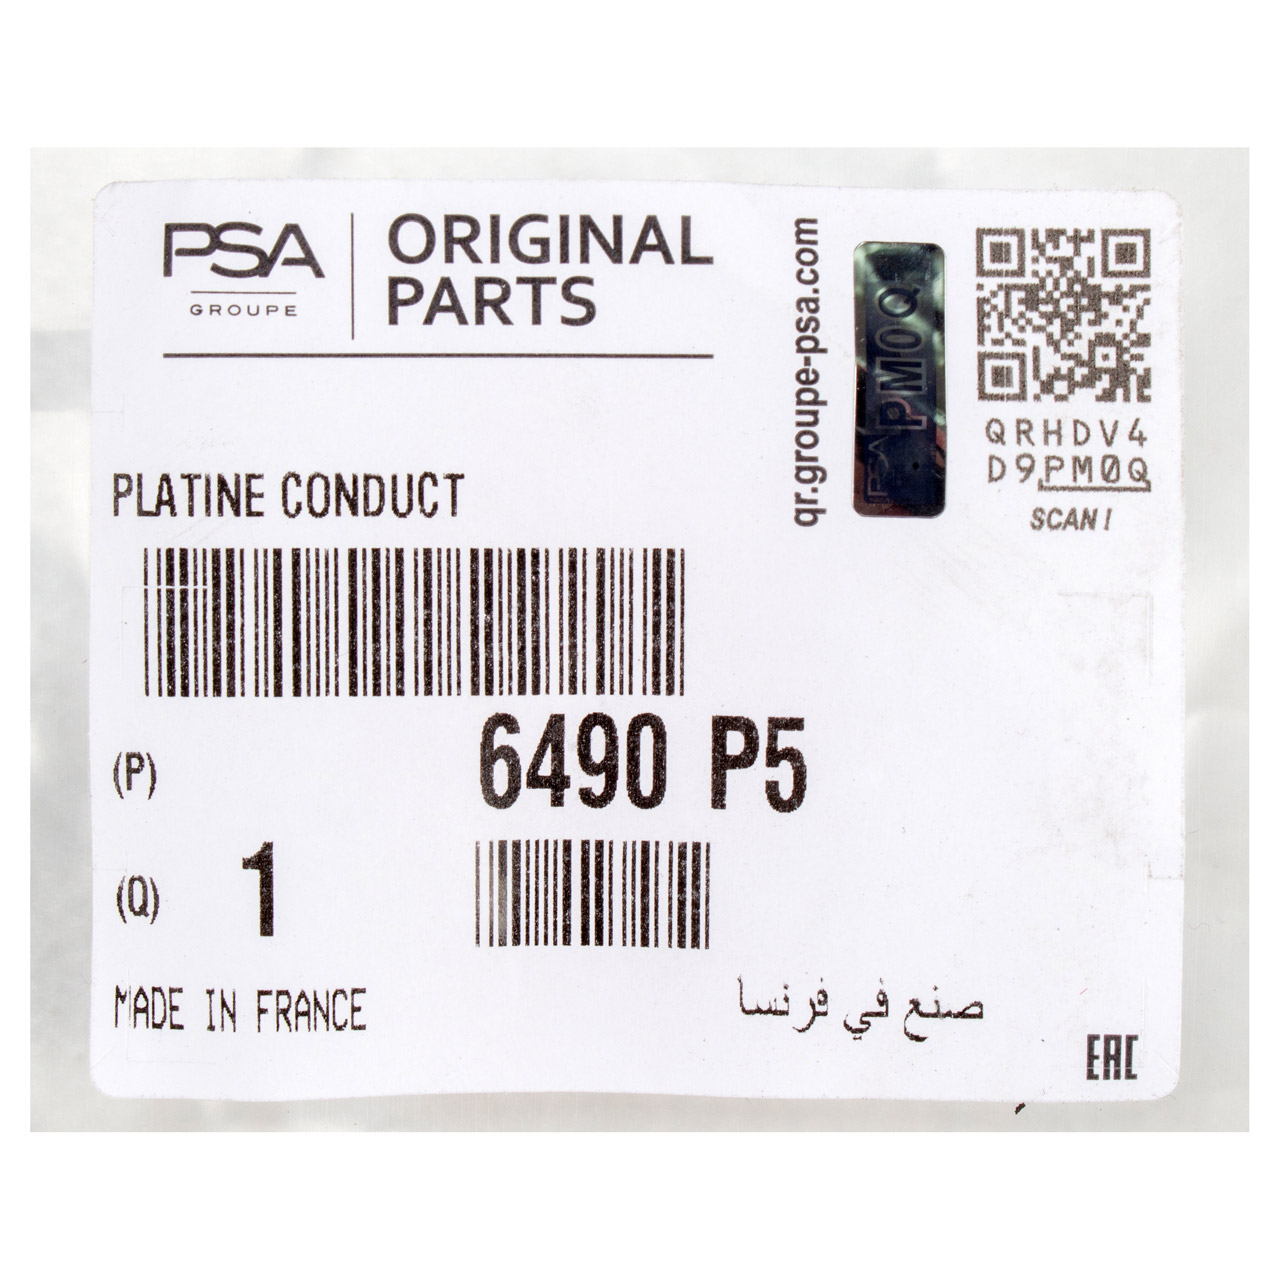 PSA
GROUPE
ORIGINAL
PARTS
qr.groupe-psa.com
PSA PM0Q
QRHDV4
D9PM0Q
SCAN !
PLATINE CONDUCT
(P) 6490 P5
(Q) 1
MADE IN FRANCE
صنع في فرنسا
EAC